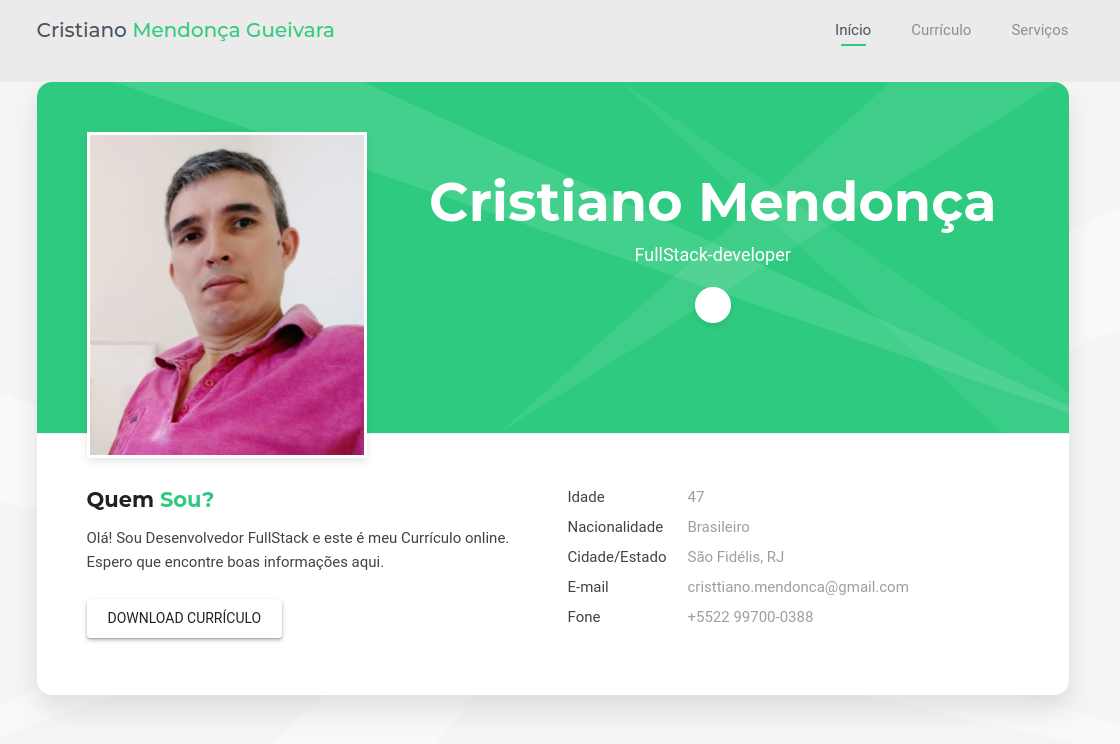 Cristiano Mendonça Gueivara
Início
Currículo
Serviços
Cristiano Mendonça
FullStack-developer
Quem Sou?
Olá! Sou Desenvolvedor FullStack e este é meu Currículo online.
Espero que encontre boas informações aqui.
DOWNLOAD CURRÍCULO
Idade 47
Nacionalidade Brasileiro
Cidade/Estado São Fidélis, RJ
E-mail cristtiano.mendonca@gmail.com
Fone +5522 99700-0388